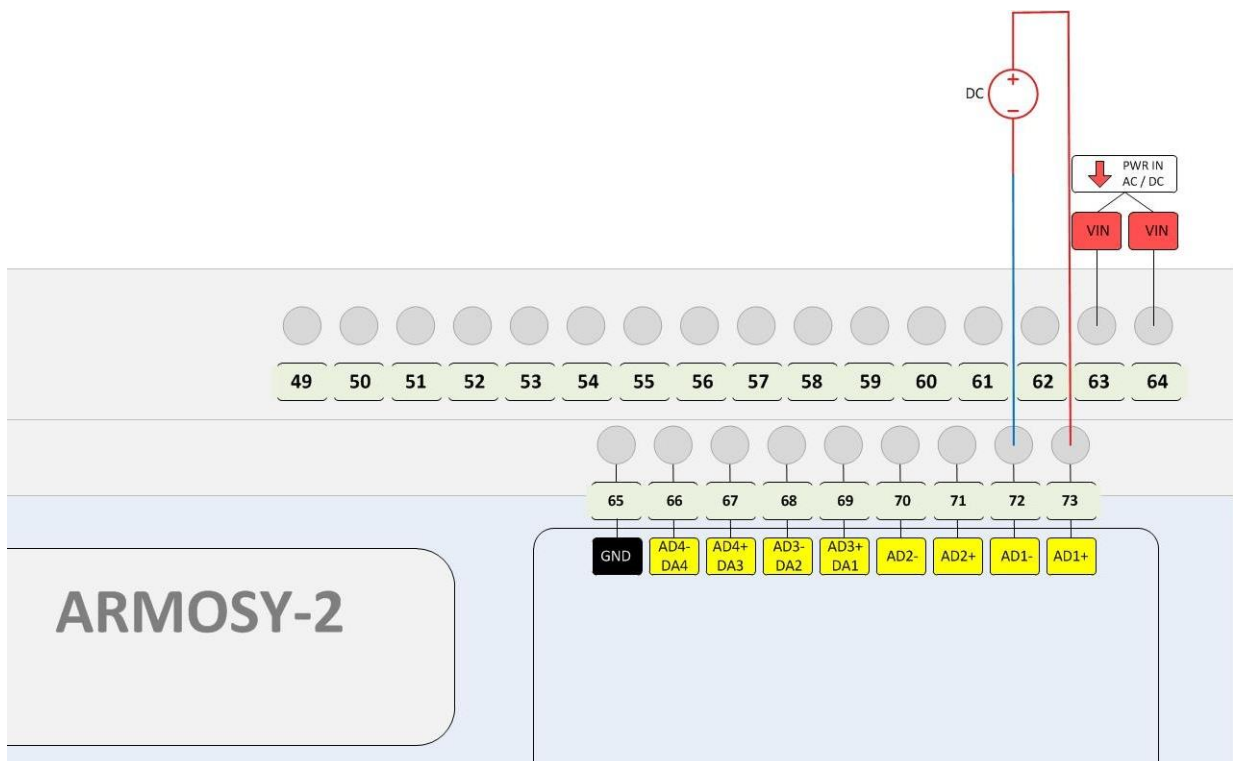 +
DC
−
PWR IN
AC / DC
VIN VIN
49 50 51 52 53 54 55 56 57 58 59 60 61 62 63 64
65 66 67 68 69 70 71 72 73
GND AD4- AD4+ AD3- AD3+ AD2- AD2+ AD1- AD1+
DA4 DA3 DA2 DA1
ARMOSY-2